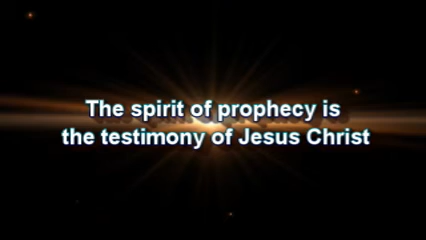 The spirit of prophecy is
the testimony of Jesus Christ